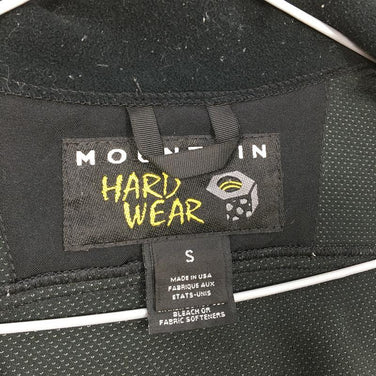 MOUNTAIN
HARD
WEAR
S
MADE IN USA
FABRIQUE AUX
ETATS-UNIS
BLEACH OR
FABRIC SOFTENERS